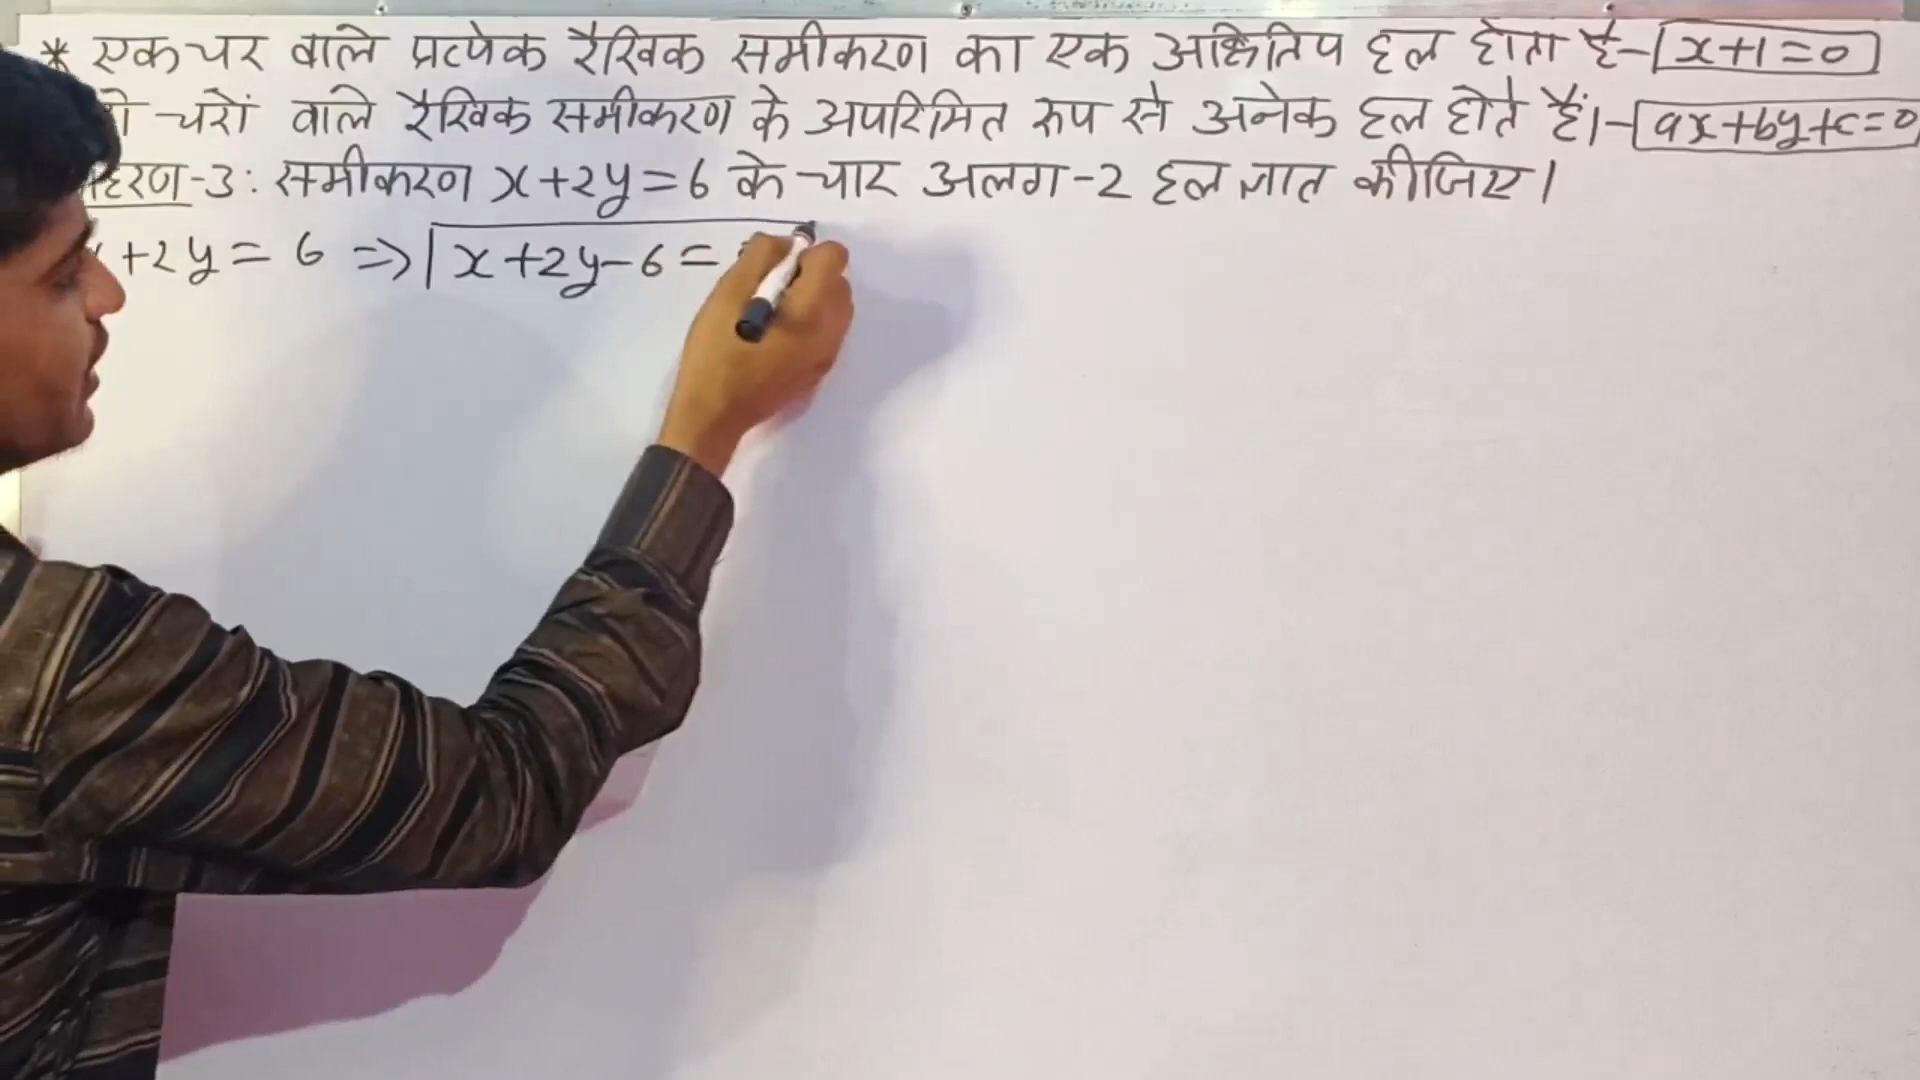 * एक चर वाले प्रत्येक रैखिक समीकरण का एक अद्वितिय हल होता है - x+1=0
चरों वाले रैखिक समीकरण के अपरिमित रूप से अनेक हल होते हैं। - ax+by+c=0
-3: समीकरण x+2y=6 के चार अलग-2 हल ज्ञात कीजिए।
+2y = 6 ⇒ x+2y-6=